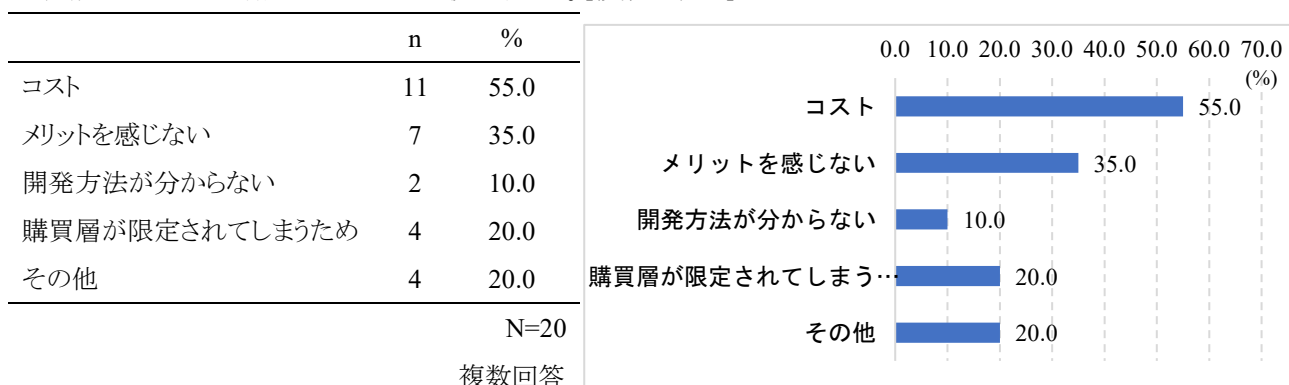 n %
コスト 11 55.0
メリットを感じない 7 35.0
開発方法が分からない 2 10.0
購買層が限定されてしまうため 4 20.0
その他 4 20.0
N=20
複数回答
0.0 10.0 20.0 30.0 40.0 50.0 60.0 70.0
(%)
コスト 55.0
メリットを感じない 35.0
開発方法が分からない 10.0
購買層が限定されてしまう… 20.0
その他 20.0